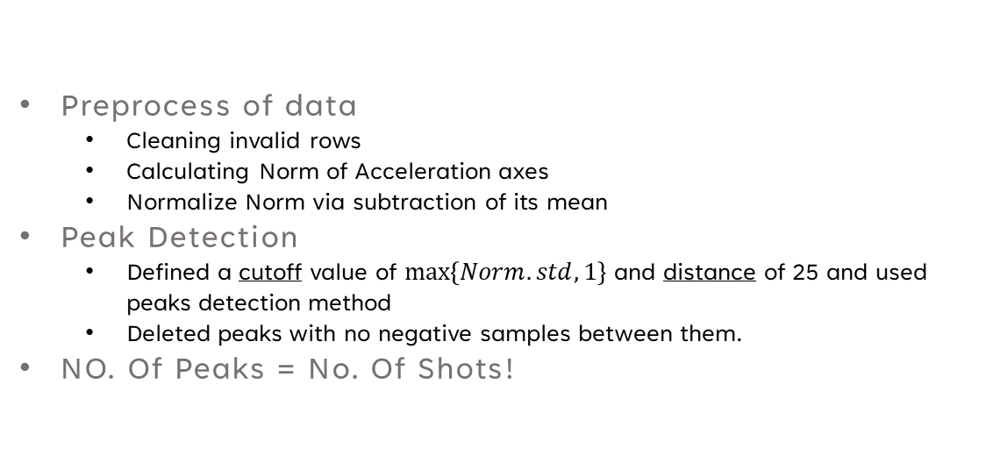 • Preprocess of data
• Cleaning invalid rows
• Calculating Norm of Acceleration axes
• Normalize Norm via subtraction of its mean
• Peak Detection
• Defined a cutoff value of max{Norm.std, 1} and distance of 25 and used
peaks detection method
• Deleted peaks with no negative samples between them.
• NO. Of Peaks = No. Of Shots!